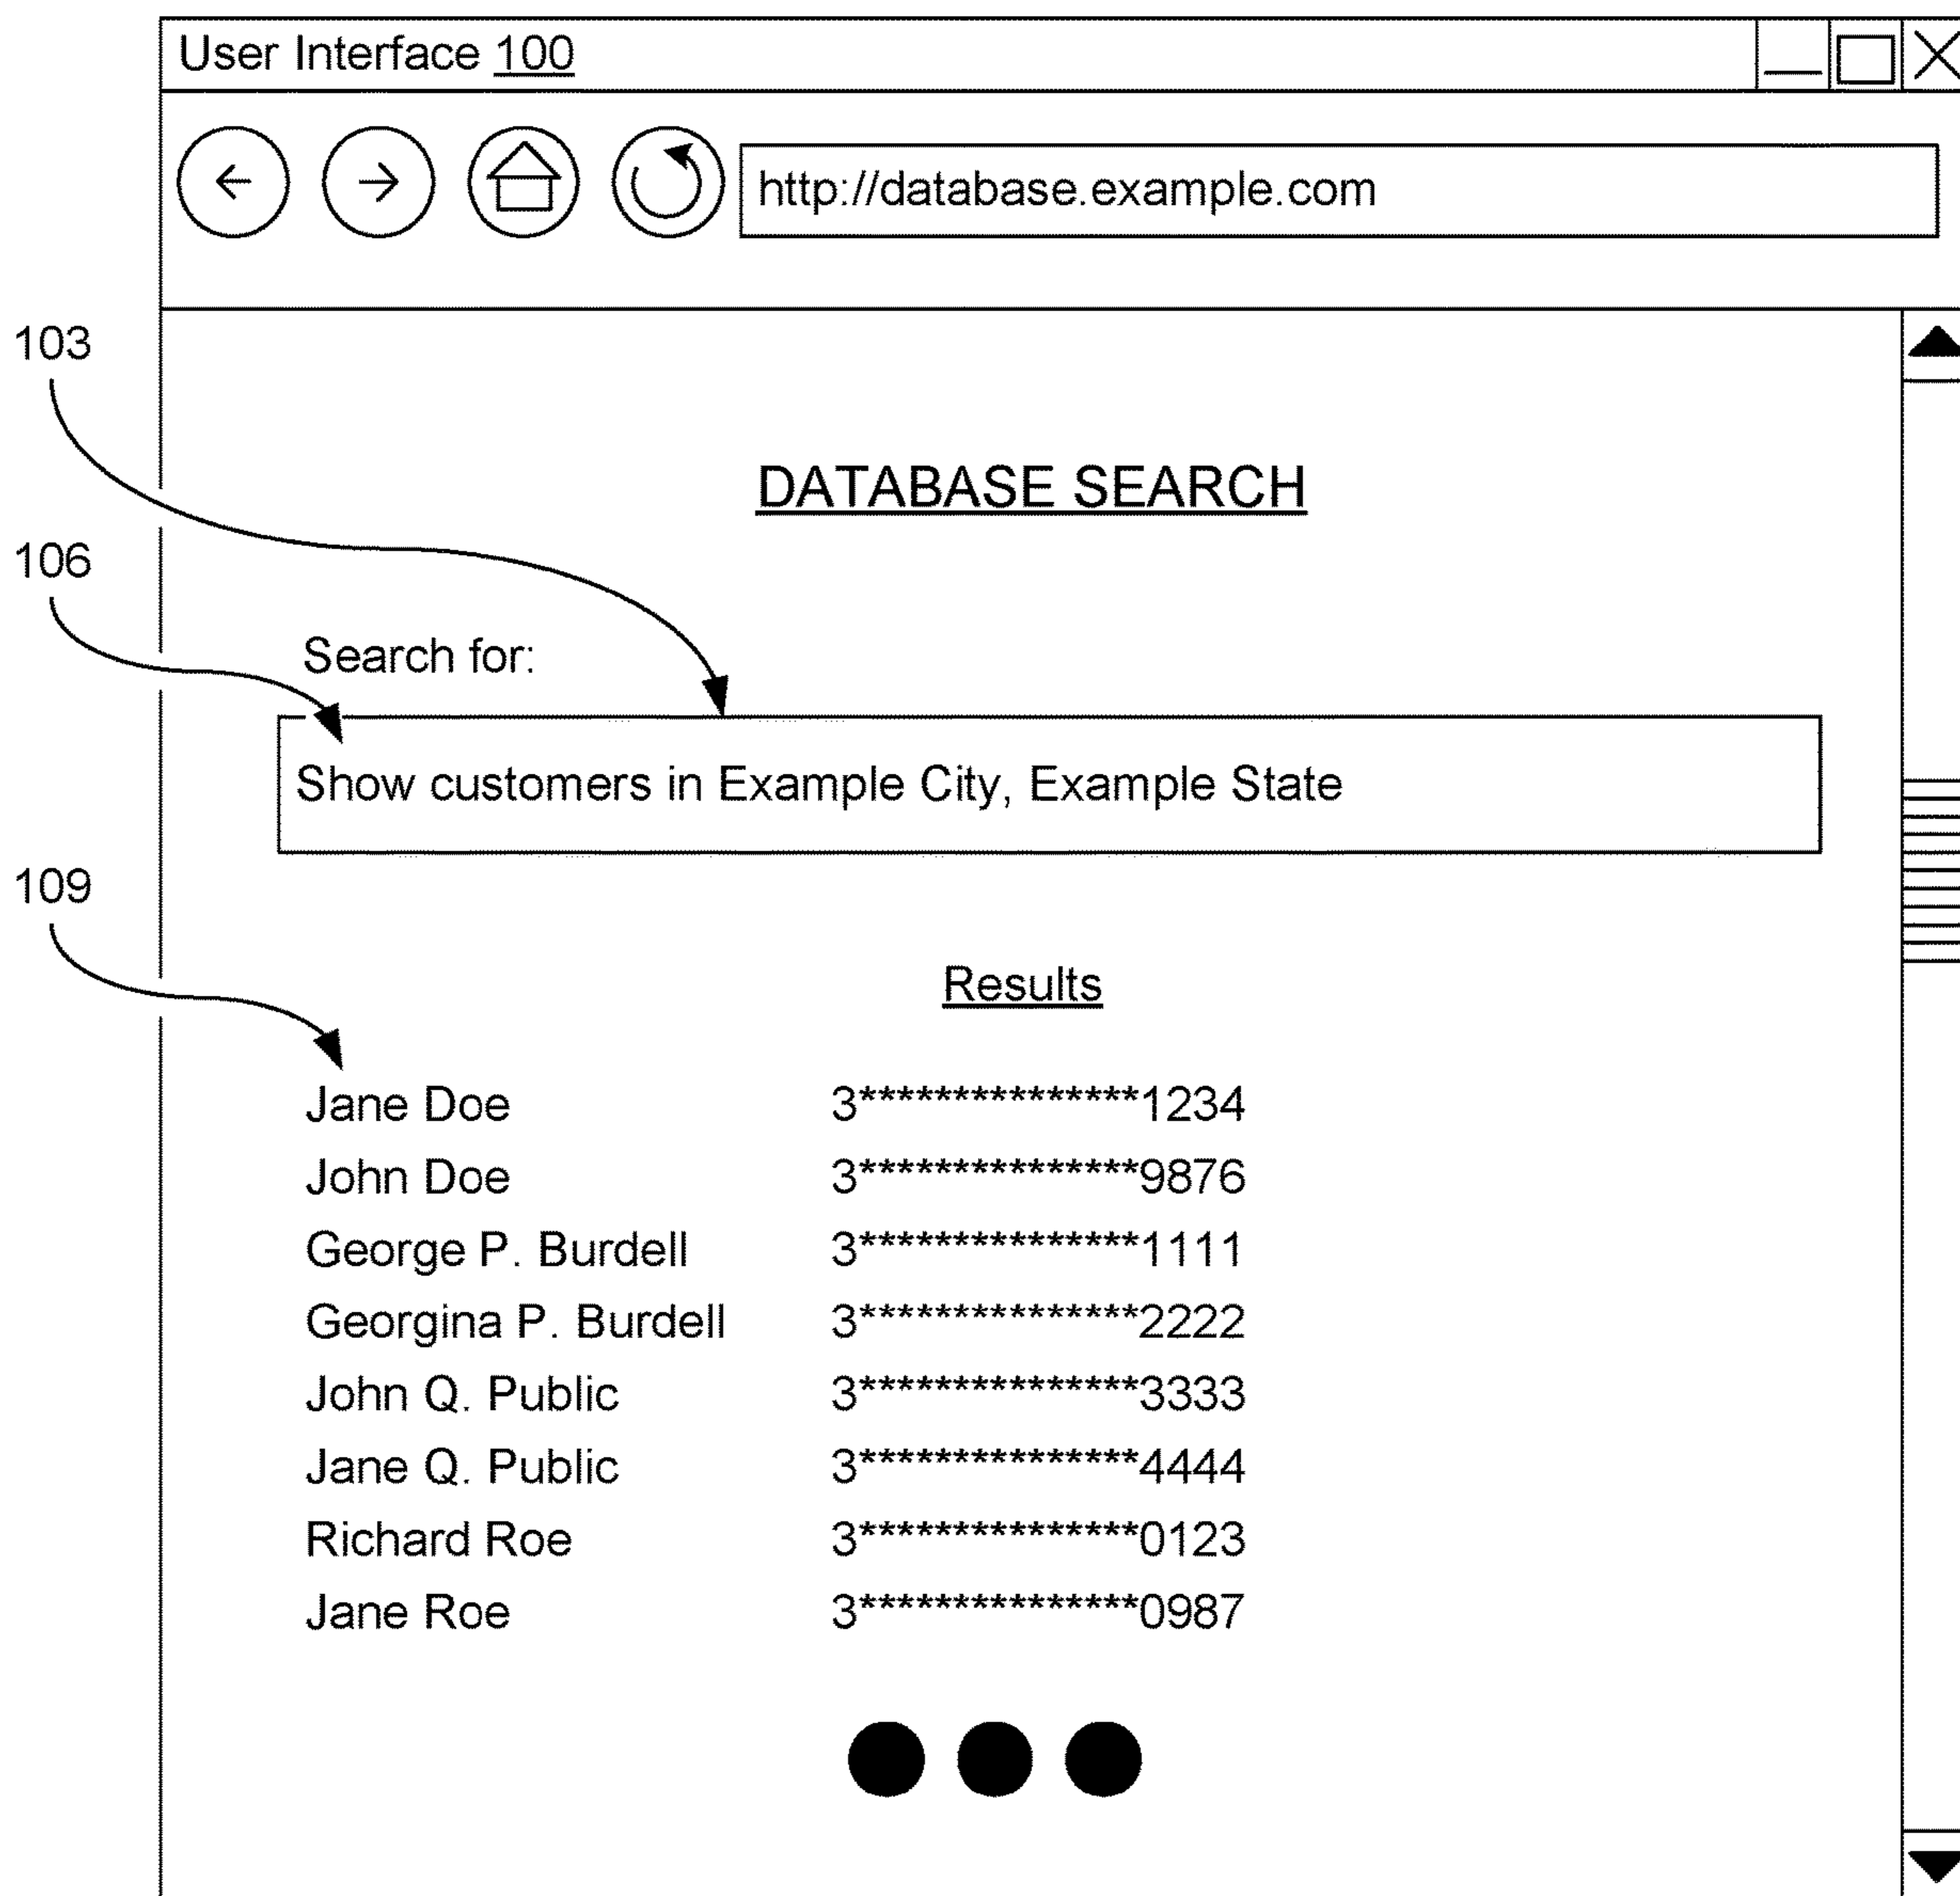 User Interface 100
http://database.example.com
103
DATABASE SEARCH
106
Search for:
Show customers in Example City, Example State
109
Results
Jane Doe 3***************1234
John Doe 3***************9876
George P. Burdell 3***************1111
Georgina P. Burdell 3***************2222
John Q. Public 3***************3333
Jane Q. Public 3***************4444
Richard Roe 3***************0123
Jane Roe 3***************0987